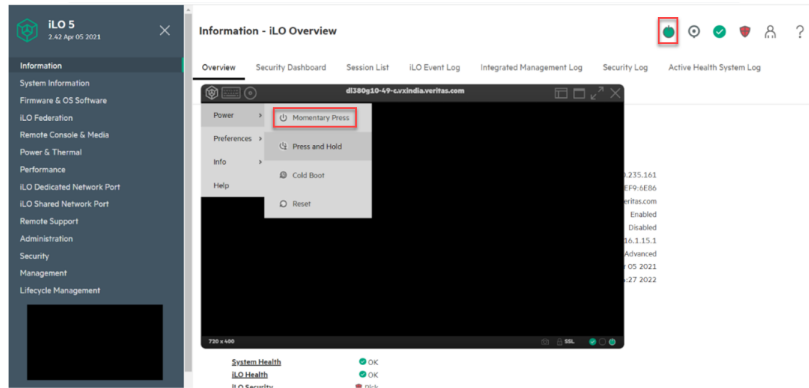 iLO 5
2.42 Apr 05 2021
Information - iLO Overview
Information
System Information
Firmware & OS Software
iLO Federation
Remote Console & Media
Power & Thermal
Performance
iLO Dedicated Network Port
iLO Shared Network Port
Remote Support
Administration
Security
Management
Lifecycle Management
Overview
Security Dashboard
Session List
iLO Event Log
Integrated Management Log
Security Log
Active Health System Log
dl380g10-49-c.vxindia.veritas.com
Power
Preferences
Info
Help
Momentary Press
Press and Hold
Cold Boot
Reset
.235.161
EF9:6E86
eritas.com
Enabled
Disabled
16.1.15.1
Advanced
05 2021
:27 2022
720 x 400
SSL
System Health
OK
iLO Health
OK
iLO Security
Risk